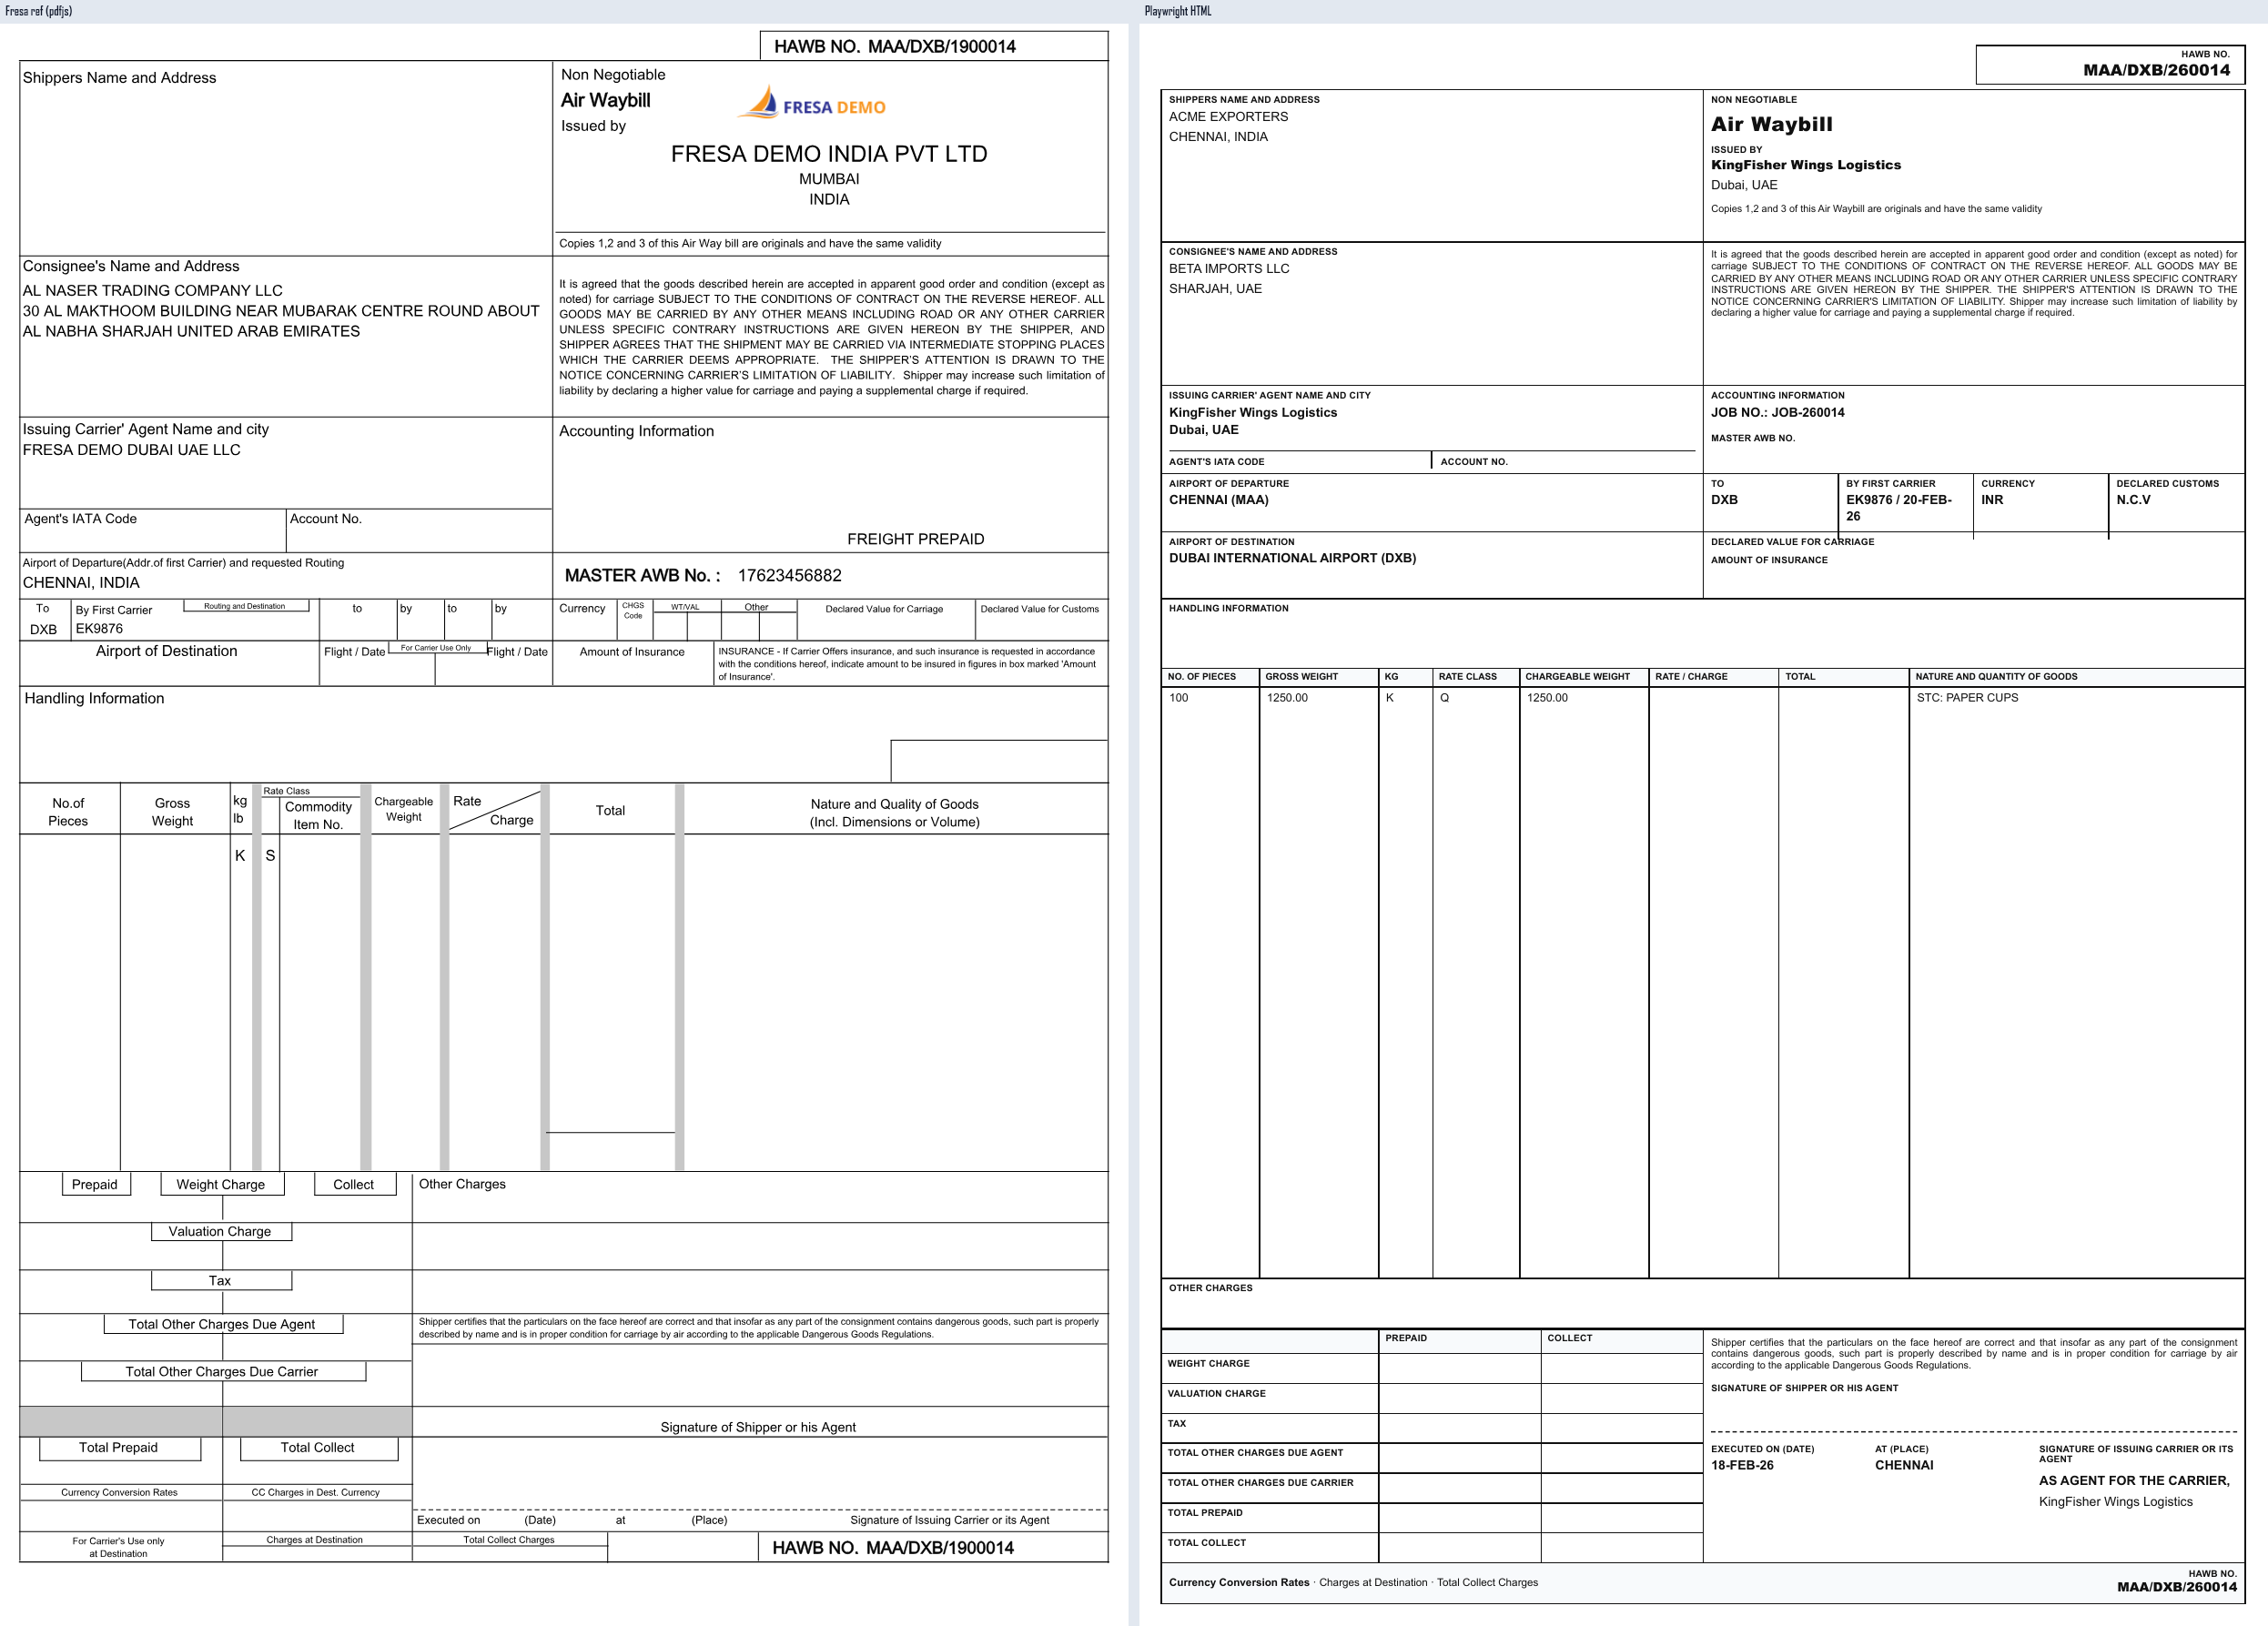 Fresa ref (pdfjs)
HAWB NO. MAA/DXB/1900014
Shippers Name and Address
Non Negotiable
Air Waybill
Issued by
FRESA DEMO
FRESA DEMO INDIA PVT LTD
MUMBAI
INDIA
Copies 1,2 and 3 of this Air Way bill are originals and have the same validity
Consignee's Name and Address
AL NASER TRADING COMPANY LLC
30 AL MAKTHOOM BUILDING NEAR MUBARAK CENTRE ROUND ABOUT
AL NABHA SHARJAH UNITED ARAB EMIRATES
It is agreed that the goods described herein are accepted in apparent good order and condition (except as
noted) for carriage SUBJECT TO THE CONDITIONS OF CONTRACT ON THE REVERSE HEREOF. ALL
GOODS MAY BE CARRIED BY ANY OTHER MEANS INCLUDING ROAD OR ANY OTHER CARRIER
UNLESS SPECIFIC CONTRARY INSTRUCTIONS ARE GIVEN HEREON BY THE SHIPPER, AND
SHIPPER AGREES THAT THE SHIPMENT MAY BE CARRIED VIA INTERMEDIATE STOPPING PLACES
WHICH THE CARRIER DEEMS APPROPRIATE. THE SHIPPER'S ATTENTION IS DRAWN TO THE
NOTICE CONCERNING CARRIER'S LIMITATION OF LIABILITY. Shipper may increase such limitation of
liability by declaring a higher value for carriage and paying a supplemental charge if required.
Issuing Carrier' Agent Name and city
FRESA DEMO DUBAI UAE LLC
Accounting Information
Agent's IATA Code
Account No.
FREIGHT PREPAID
Airport of Departure(Addr.of first Carrier) and requested Routing
CHENNAI, INDIA
MASTER AWB No. : 17623456882
To
By First Carrier
Routing and Destination
to
by
to
by
Currency
CHGS
Code
WT/VAL
Other
Declared Value for Carriage
Declared Value for Customs
DXB
EK9876
Airport of Destination
Flight / Date
For Carrier Use Only
Flight / Date
Amount of Insurance
INSURANCE - If Carrier Offers insurance, and such insurance is requested in accordance
with the conditions hereof, indicate amount to be insured in figures in box marked 'Amount
of Insurance'.
Handling Information
No.of
Pieces
Gross
Weight
kg
lb
Rate Class
Commodity
Item No.
Chargeable
Weight
Rate
Charge
Total
Nature and Quality of Goods
(Incl. Dimensions or Volume)
K
S
Prepaid
Weight Charge
Collect
Other Charges
Valuation Charge
Tax
Total Other Charges Due Agent
Shipper certifies that the particulars on the face hereof are correct and that insofar as any part of the consignment contains dangerous goods, such part is properly
described by name and is in proper condition for carriage by air according to the applicable Dangerous Goods Regulations.
Total Other Charges Due Carrier
Signature of Shipper or his Agent
Total Prepaid
Total Collect
Currency Conversion Rates
CC Charges in Dest. Currency
Executed on
(Date)
at
(Place)
Signature of Issuing Carrier or its Agent
For Carrier's Use only
at Destination
Charges at Destination
Total Collect Charges
HAWB NO. MAA/DXB/1900014
Playwright HTML
HAWB NO.
MAA/DXB/260014
SHIPPERS NAME AND ADDRESS
ACME EXPORTERS
CHENNAI, INDIA
NON NEGOTIABLE
Air Waybill
ISSUED BY
KingFisher Wings Logistics
Dubai, UAE
Copies 1,2 and 3 of this Air Waybill are originals and have the same validity
CONSIGNEE'S NAME AND ADDRESS
BETA IMPORTS LLC
SHARJAH, UAE
It is agreed that the goods described herein are accepted in apparent good order and condition (except as noted) for
carriage SUBJECT TO THE CONDITIONS OF CONTRACT ON THE REVERSE HEREOF. ALL GOODS MAY BE
CARRIED BY ANY OTHER MEANS INCLUDING ROAD OR ANY OTHER CARRIER UNLESS SPECIFIC CONTRARY
INSTRUCTIONS ARE GIVEN HEREON BY THE SHIPPER. THE SHIPPER'S ATTENTION IS DRAWN TO THE
NOTICE CONCERNING CARRIER'S LIMITATION OF LIABILITY. Shipper may increase such limitation of liability by
declaring a higher value for carriage and paying a supplemental charge if required.
ISSUING CARRIER' AGENT NAME AND CITY
KingFisher Wings Logistics
Dubai, UAE
AGENT'S IATA CODE
ACCOUNT NO.
ACCOUNTING INFORMATION
JOB NO.: JOB-260014
MASTER AWB NO.
AIRPORT OF DEPARTURE
CHENNAI (MAA)
TO
DXB
BY FIRST CARRIER
EK9876 / 20-FEB-
26
CURRENCY
INR
DECLARED CUSTOMS
N.C.V
AIRPORT OF DESTINATION
DUBAI INTERNATIONAL AIRPORT (DXB)
DECLARED VALUE FOR CARRIAGE
AMOUNT OF INSURANCE
HANDLING INFORMATION
NO. OF PIECES
GROSS WEIGHT
KG
RATE CLASS
CHARGEABLE WEIGHT
RATE / CHARGE
TOTAL
NATURE AND QUANTITY OF GOODS
100
1250.00
K
Q
1250.00
STC: PAPER CUPS
OTHER CHARGES
PREPAID
COLLECT
WEIGHT CHARGE
VALUATION CHARGE
TAX
TOTAL OTHER CHARGES DUE AGENT
TOTAL OTHER CHARGES DUE CARRIER
TOTAL PREPAID
TOTAL COLLECT
Shipper certifies that the particulars on the face hereof are correct and that insofar as any part of the consignment
contains dangerous goods, such part is properly described by name and is in proper condition for carriage by air
according to the applicable Dangerous Goods Regulations.
SIGNATURE OF SHIPPER OR HIS AGENT
EXECUTED ON (DATE)
18-FEB-26
AT (PLACE)
CHENNAI
SIGNATURE OF ISSUING CARRIER OR ITS
AGENT
AS AGENT FOR THE CARRIER,
KingFisher Wings Logistics
Currency Conversion Rates · Charges at Destination · Total Collect Charges
HAWB NO.
MAA/DXB/260014